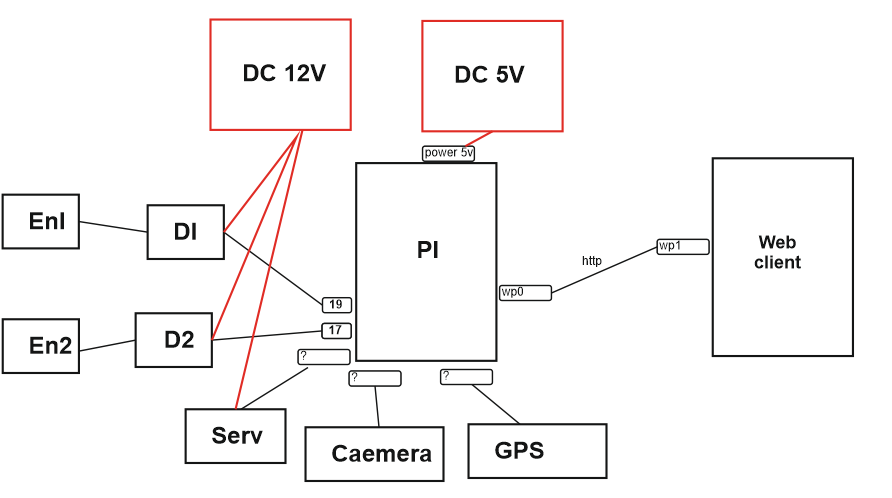 DC 12V
DC 5V
power 5v
EnI
DI
PI
Web
client
wp1
http
wp0
19
17
En2
D2
?
?
?
Serv
Caemera
GPS